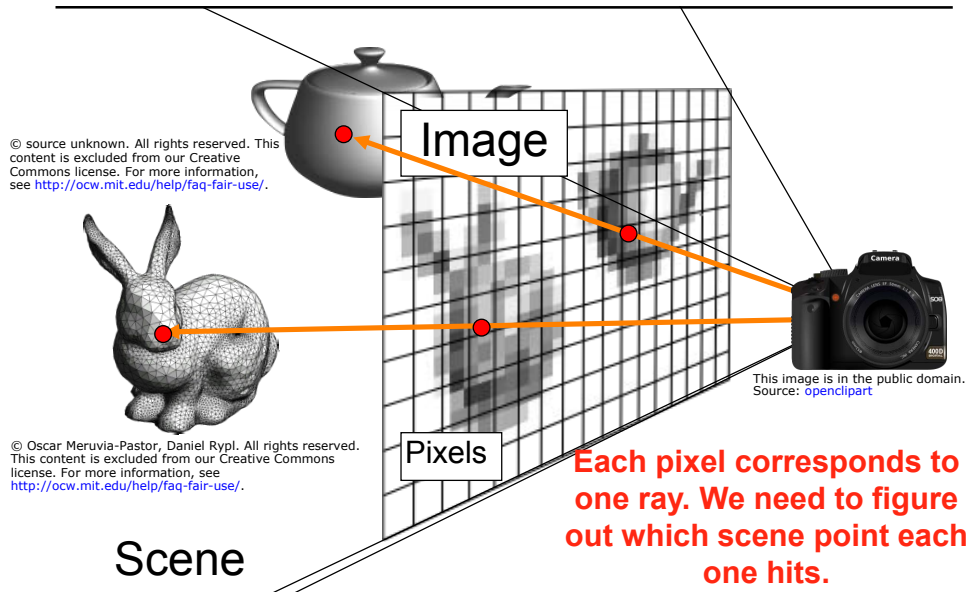 © source unknown. All rights reserved. This
content is excluded from our Creative
Commons license. For more information,
see http://ocw.mit.edu/help/faq-fair-use/.
Image
Camera
400D
This image is in the public domain.
Source: openclipart
© Oscar Meruvia-Pastor, Daniel Rypl. All rights reserved.
This content is excluded from our Creative Commons
license. For more information, see
http://ocw.mit.edu/help/faq-fair-use/.
Pixels
Each pixel corresponds to
one ray. We need to figure
out which scene point each
one hits.
Scene